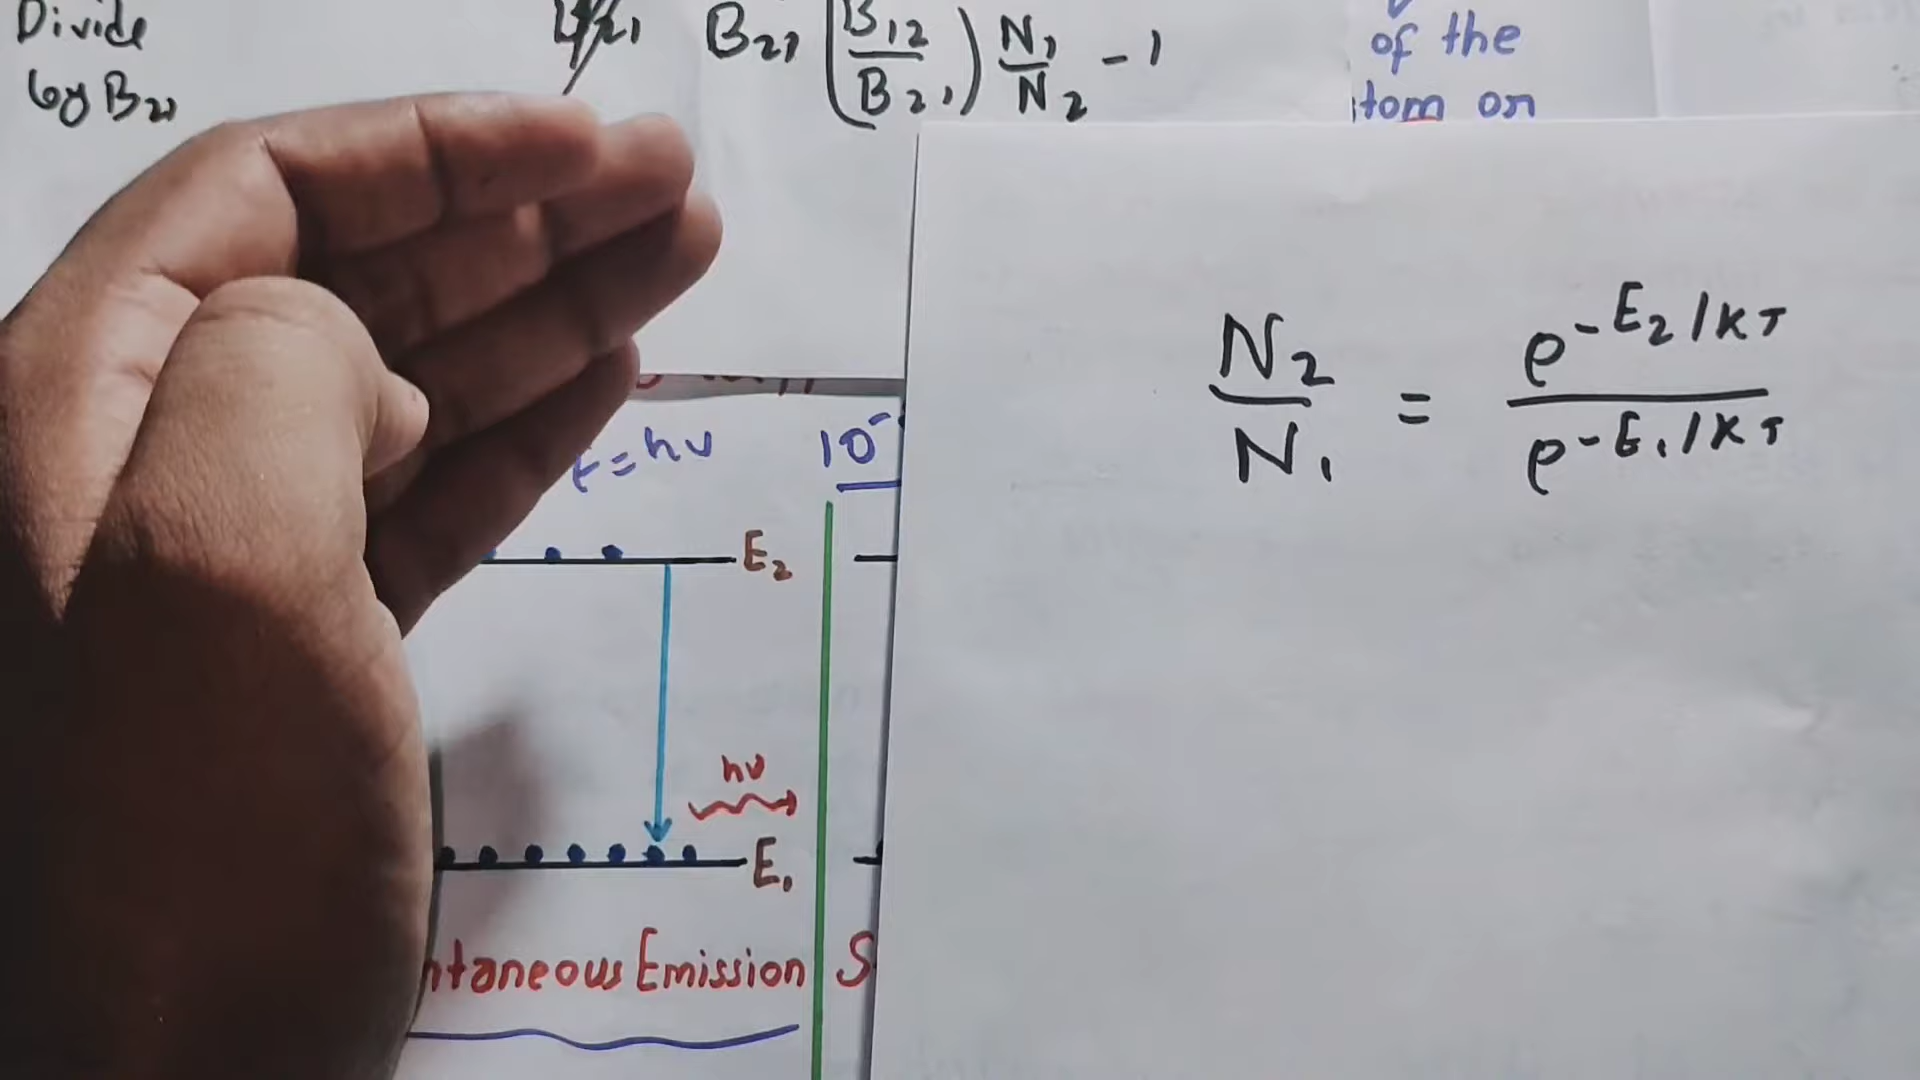 Divide
by B₂₁
B₂₁ (B₁₂/B₂₁) N₁/N₂ - 1
of the
tom on
N₂/N₁ = e^-E₂/KT / e^-E₁/KT
= hν
10⁻
E₂
hν
E₁
ntaneous Emission
S